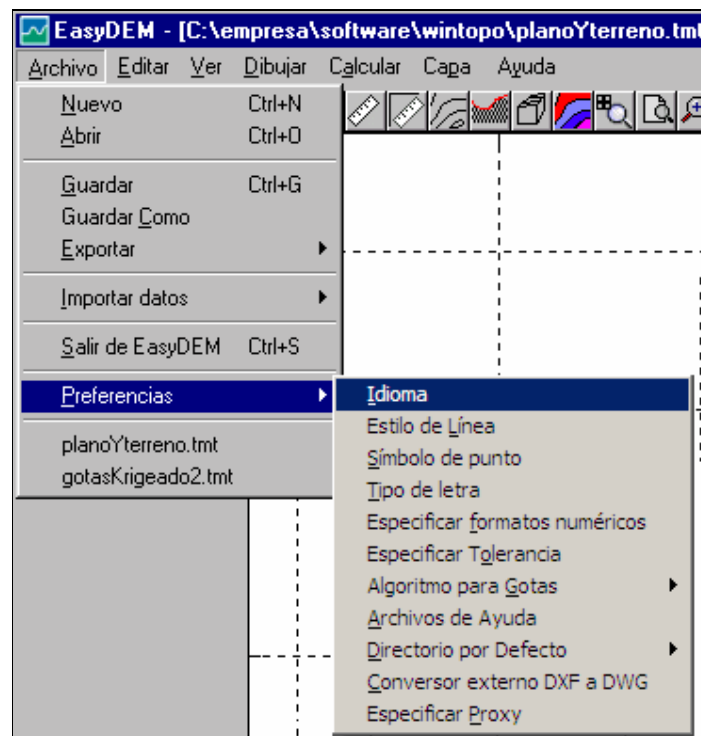 EasyDEM - [C:\empresa\software\wintopo\planoYterreno.tmt
Archivo Editar Ver Dibujar Calcular Capa Ayuda
Nuevo Ctrl+N
Abrir Ctrl+O
Guardar Ctrl+G
Guardar Como
Exportar
Importar datos
Salir de EasyDEM Ctrl+S
Preferencias
planoYterreno.tmt
gotasKrigeado2.tmt
Idioma
Estilo de Línea
Símbolo de punto
Tipo de letra
Especificar formatos numéricos
Especificar Tolerancia
Algoritmo para Gotas
Archivos de Ayuda
Directorio por Defecto
Conversor externo DXF a DWG
Especificar Proxy